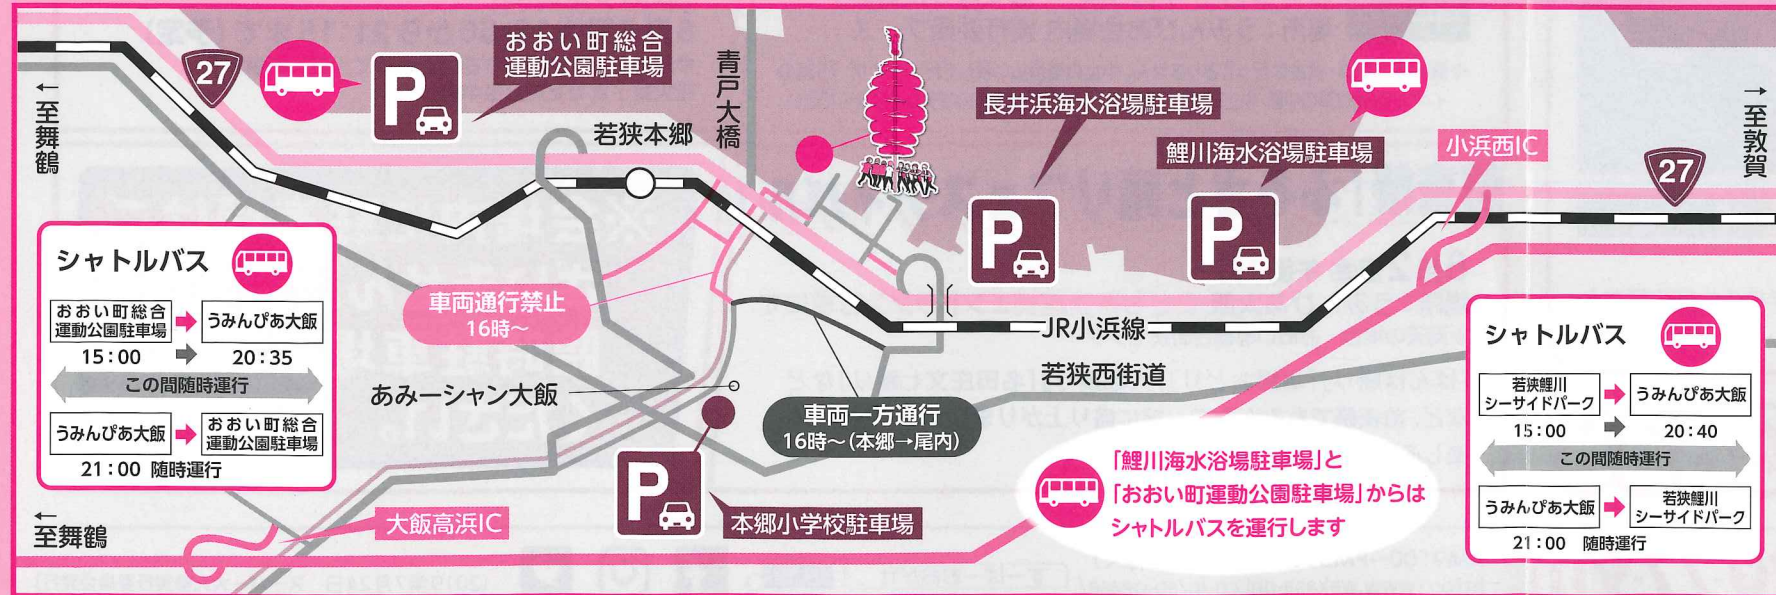 27
←至舞鶴
おおい町総合
運動公園駐車場
P
若狭本郷
青戸大橋
長井浜海水浴場駐車場
P
鯉川海水浴場駐車場
P
小浜西IC
27
→至敦賀
シャトルバス
おおい町総合
運動公園駐車場
うみんぴあ大飯
15:00
20:35
この間随時運行
うみんぴあ大飯
おおい町総合
運動公園駐車場
21:00 随時運行
車両通行禁止
16時〜
あみーシャン大飯
JR小浜線
若狭西街道
車両一方通行
16時〜(本郷→尾内)
P
本郷小学校駐車場
大飯高浜IC
←至舞鶴
「鯉川海水浴場駐車場」と
「おおい町運動公園駐車場」からは
シャトルバスを運行します
シャトルバス
若狭鯉川
シーサイドパーク
うみんぴあ大飯
15:00
20:40
この間随時運行
うみんぴあ大飯
若狭鯉川
シーサイドパーク
21:00 随時運行